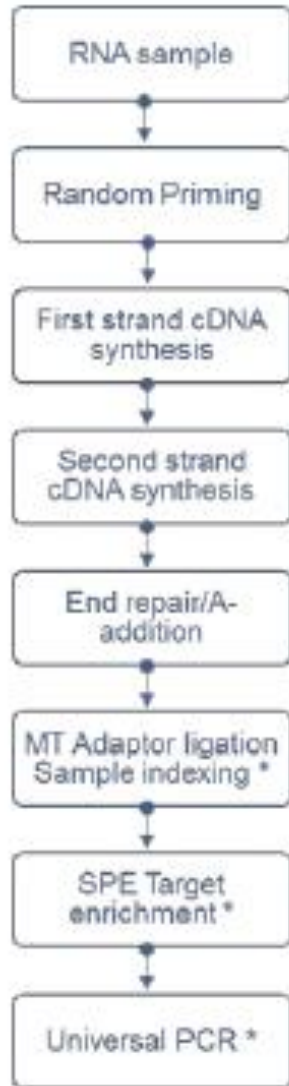 RNA sample
Random Priming
First strand cDNA
synthesis
Second strand
cDNA synthesis
End repair/A-
addition
MT Adaptor ligation
Sample indexing *
SPE Target
enrichment *
Universal PCR *